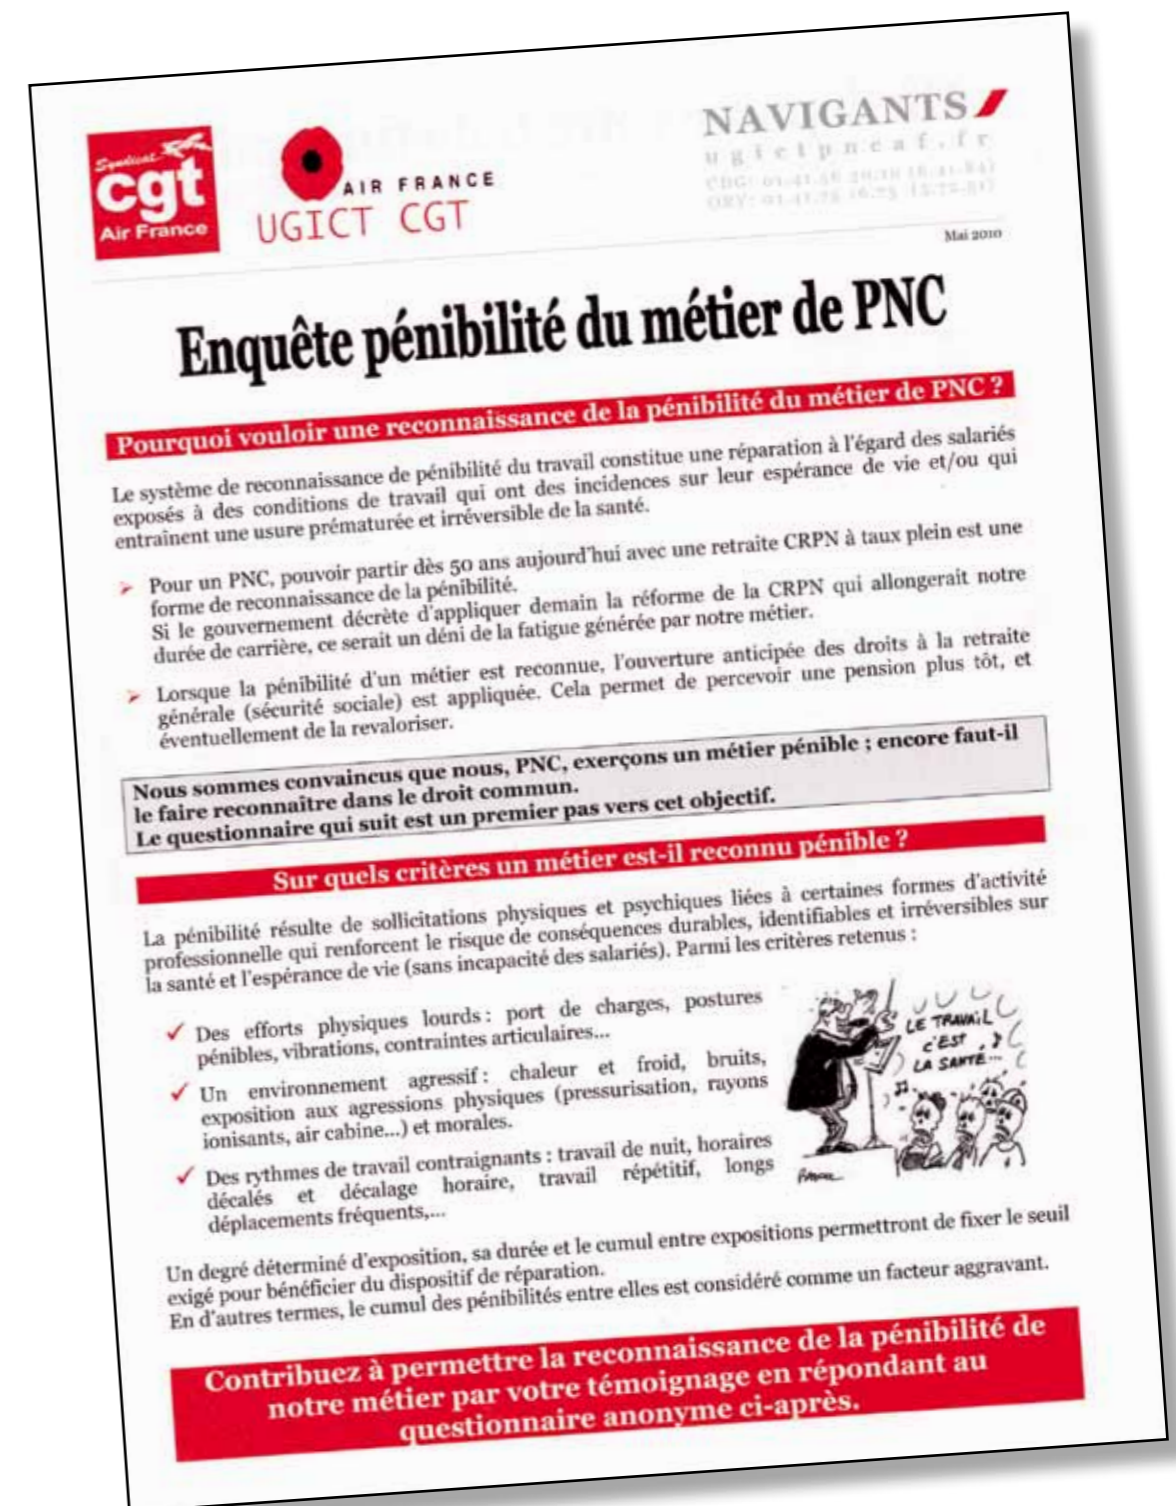 Syndicat
cgt
Air France
AIR FRANCE
UGICT CGT
NAVIGANTS
ugictpncaf.fr
Mai 2010
Enquête pénibilité du métier de PNC
Pourquoi vouloir une reconnaissance de la pénibilité du métier de PNC ?
Le système de reconnaissance de pénibilité du travail constitue une réparation à l'égard des salariés
exposés à des conditions de travail qui ont des incidences sur leur espérance de vie et/ou qui
entraînent une usure prématurée et irréversible de la santé.
➢ Pour un PNC, pouvoir partir dès 50 ans aujourd'hui avec une retraite CRPN à taux plein est une
forme de reconnaissance de la pénibilité.
Si le gouvernement décrète d'appliquer demain la réforme de la CRPN qui allongerait notre
durée de carrière, ce serait un déni de la fatigue générée par notre métier.
➢ Lorsque la pénibilité d'un métier est reconnue, l'ouverture anticipée des droits à la retraite
générale (sécurité sociale) est appliquée. Cela permet de percevoir une pension plus tôt, et
éventuellement de la revaloriser.
Nous sommes convaincus que nous, PNC, exerçons un métier pénible ; encore faut-il
le faire reconnaître dans le droit commun.
Le questionnaire qui suit est un premier pas vers cet objectif.
Sur quels critères un métier est-il reconnu pénible ?
La pénibilité résulte de sollicitations physiques et psychiques liées à certaines formes d'activité
professionnelle qui renforcent le risque de conséquences durables, identifiables et irréversibles sur
la santé et l'espérance de vie (sans incapacité des salariés). Parmi les critères retenus :
✓ Des efforts physiques lourds : port de charges, postures
pénibles, vibrations, contraintes articulaires...
✓ Un environnement agressif : chaleur et froid, bruits,
exposition aux agressions physiques (pressurisation, rayons
ionisants, air cabine...) et morales.
✓ Des rythmes de travail contraignants : travail de nuit, horaires
décalés et décalage horaire, travail répétitif, longs
déplacements fréquents,...
LE TRAVAIL
C'EST
LA SANTÉ...
Un degré déterminé d'exposition, sa durée et le cumul entre expositions permettront de fixer le seuil
exigé pour bénéficier du dispositif de réparation.
En d'autres termes, le cumul des pénibilités entre elles est considéré comme un facteur aggravant.
Contribuez à permettre la reconnaissance de la pénibilité de
notre métier par votre témoignage en répondant au
questionnaire anonyme ci-après.